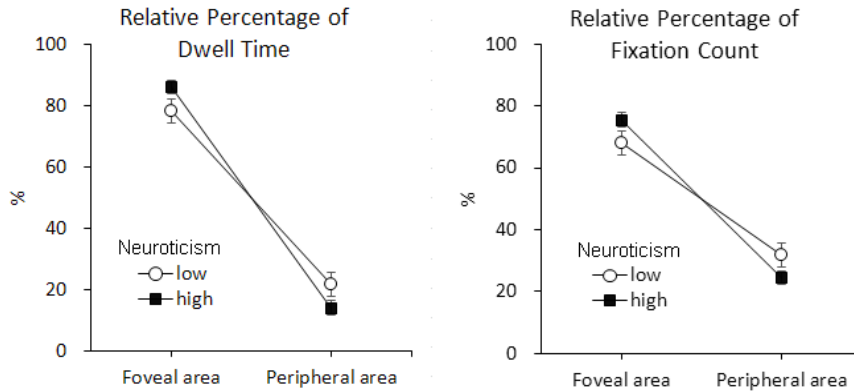 Relative Percentage of
Dwell Time
100
80
60
40
20
0
%
Neuroticism
low
high
Foveal area
Peripheral area
Relative Percentage of
Fixation Count
100
80
60
40
20
0
%
Neuroticism
low
high
Foveal area
Peripheral area